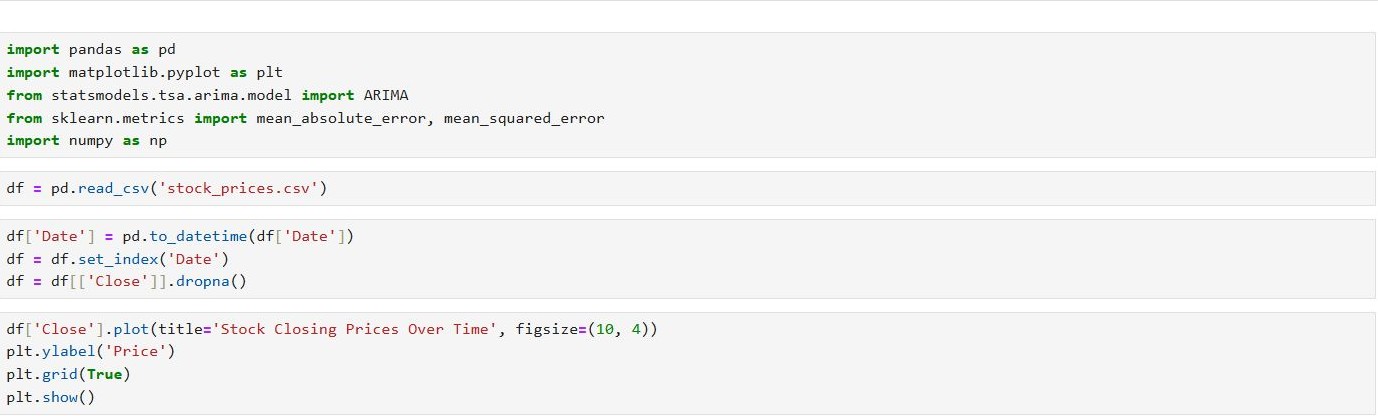 import pandas as pd
import matplotlib.pyplot as plt
from statsmodels.tsa.arima.model import ARIMA
from sklearn.metrics import mean_absolute_error, mean_squared_error
import numpy as np
df = pd.read_csv('stock_prices.csv')
df['Date'] = pd.to_datetime(df['Date'])
df = df.set_index('Date')
df = df[['Close']].dropna()
df['Close'].plot(title='Stock Closing Prices Over Time', figsize=(10, 4))
plt.ylabel('Price')
plt.grid(True)
plt.show()